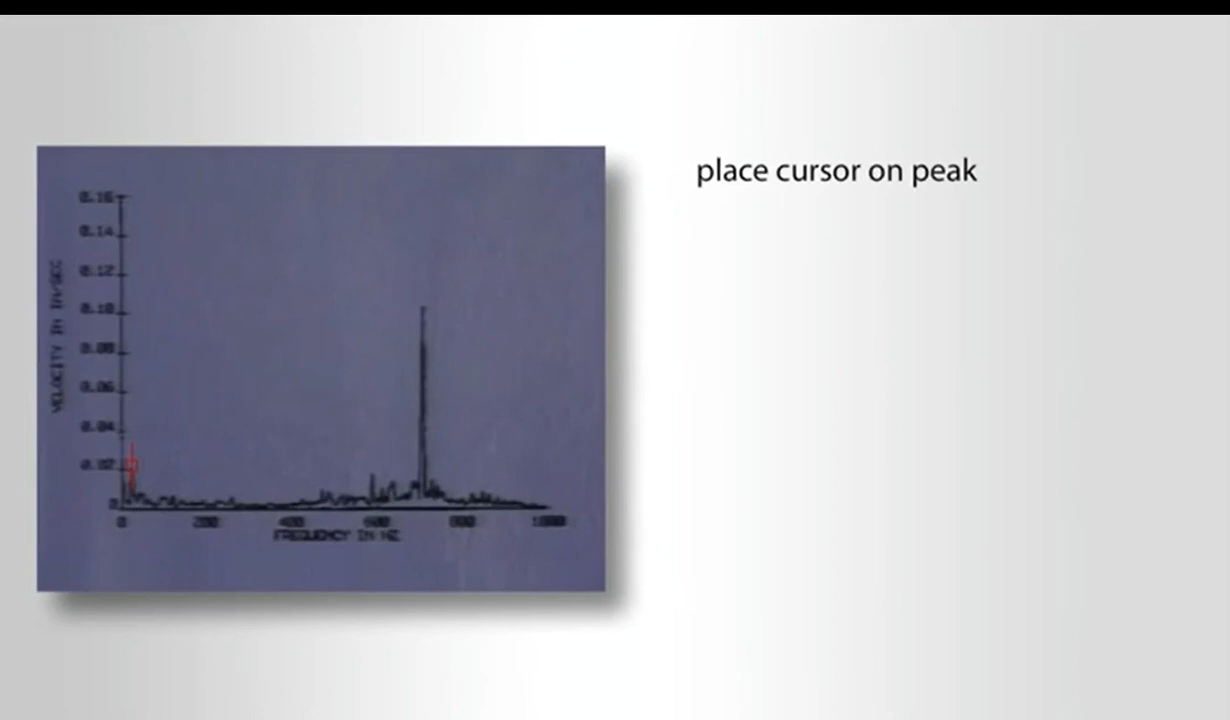 place cursor on peak
0.16
0.14
0.12
0.10
0.08
0.06
0.04
0.02
0
VELOCITY IN IN/SEC
0 200 400 600 800 1000
FREQUENCY IN HZ